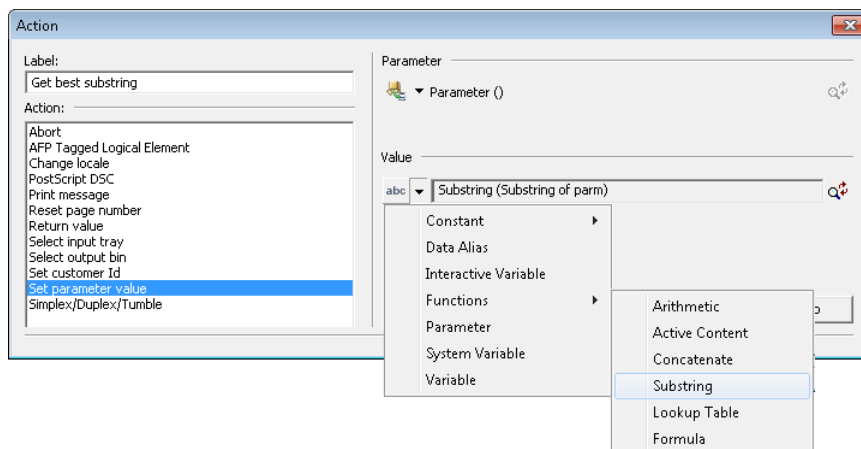 Action
Label:
Get best substring
Action:
Abort
AFP Tagged Logical Element
Change locale
PostScript DSC
Print message
Reset page number
Return value
Select input tray
Select output bin
Set customer Id
Set parameter value
Simplex/Duplex/Tumble
Parameter
Parameter ()
Value
abc Substring (Substring of parm)
Constant
Data Alias
Interactive Variable
Functions
Parameter
System Variable
Variable
Arithmetic
Active Content
Concatenate
Substring
Lookup Table
Formula